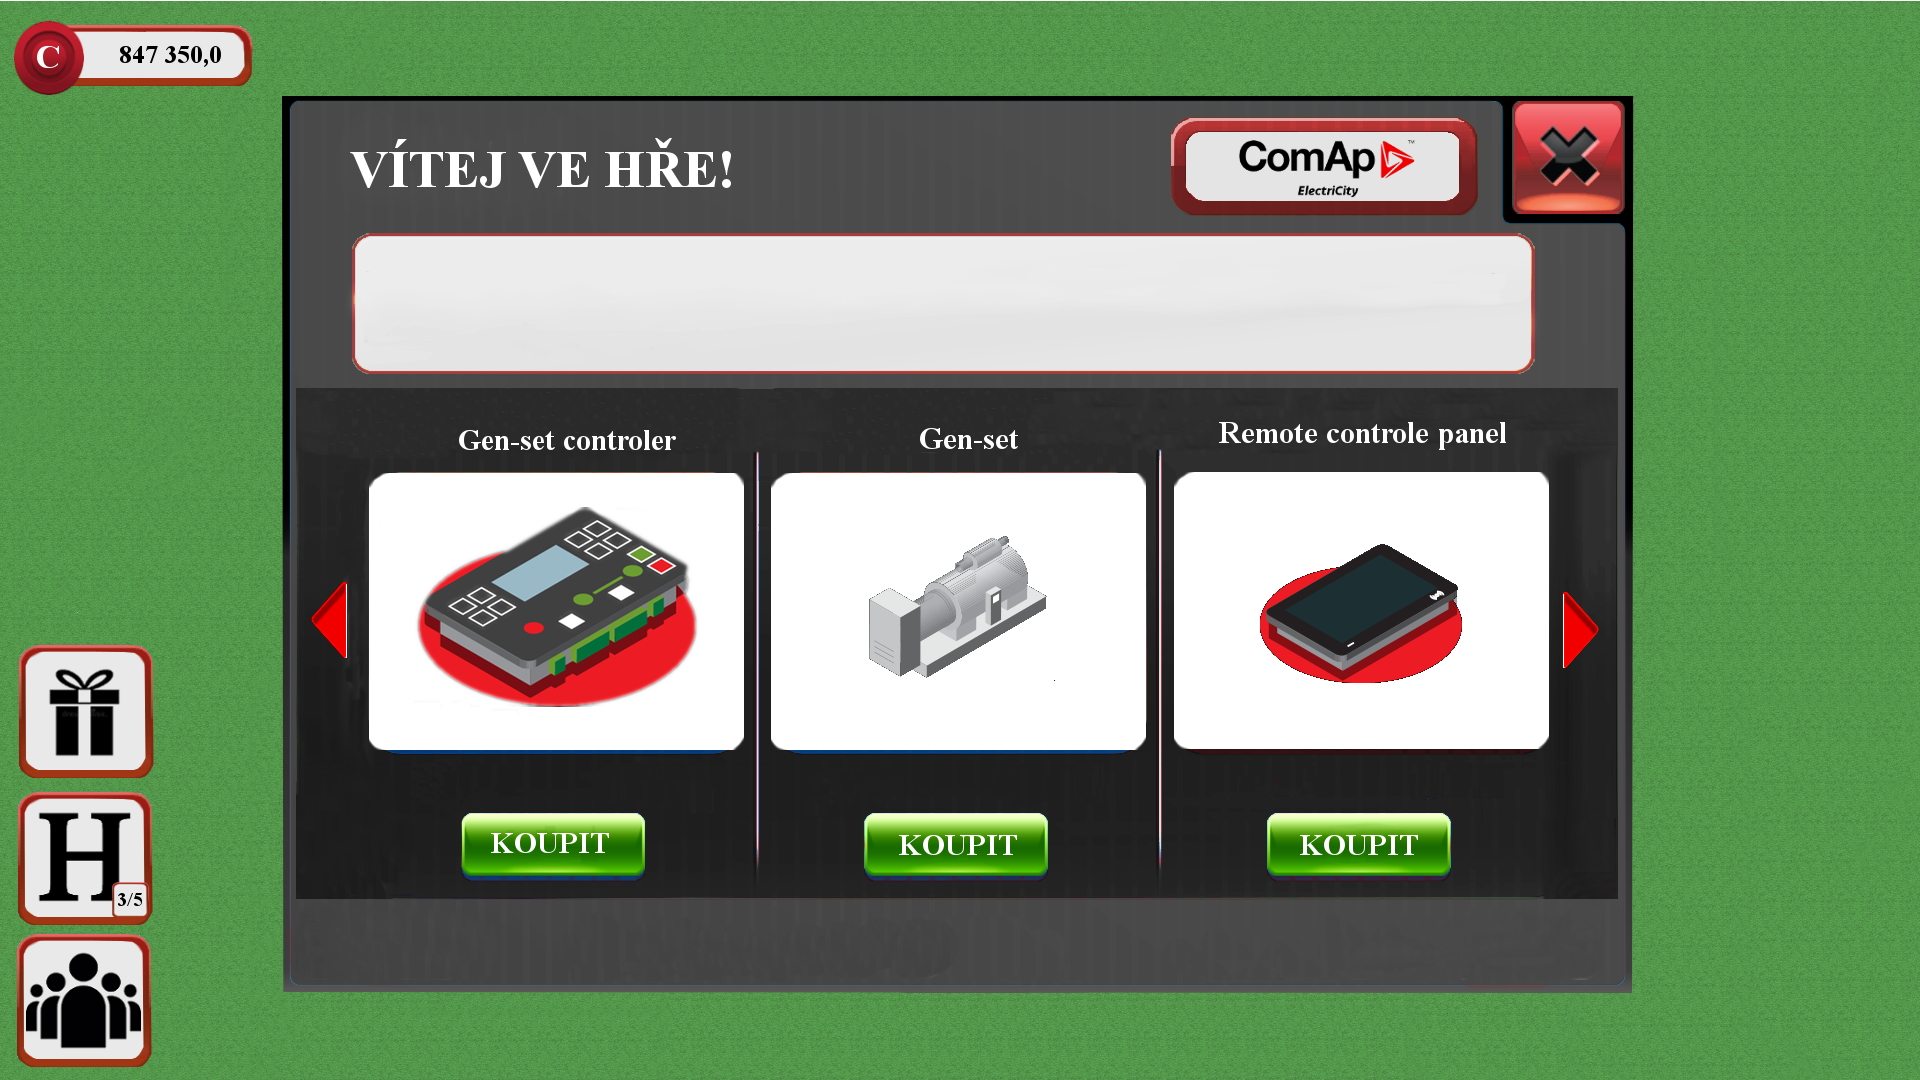 C 847 350,0
VÍTEJ VE HŘE!
ComAp™
ElectriCity
Gen-set controler
Gen-set
Remote controle panel
KOUPIT
KOUPIT
KOUPIT
H
3/5